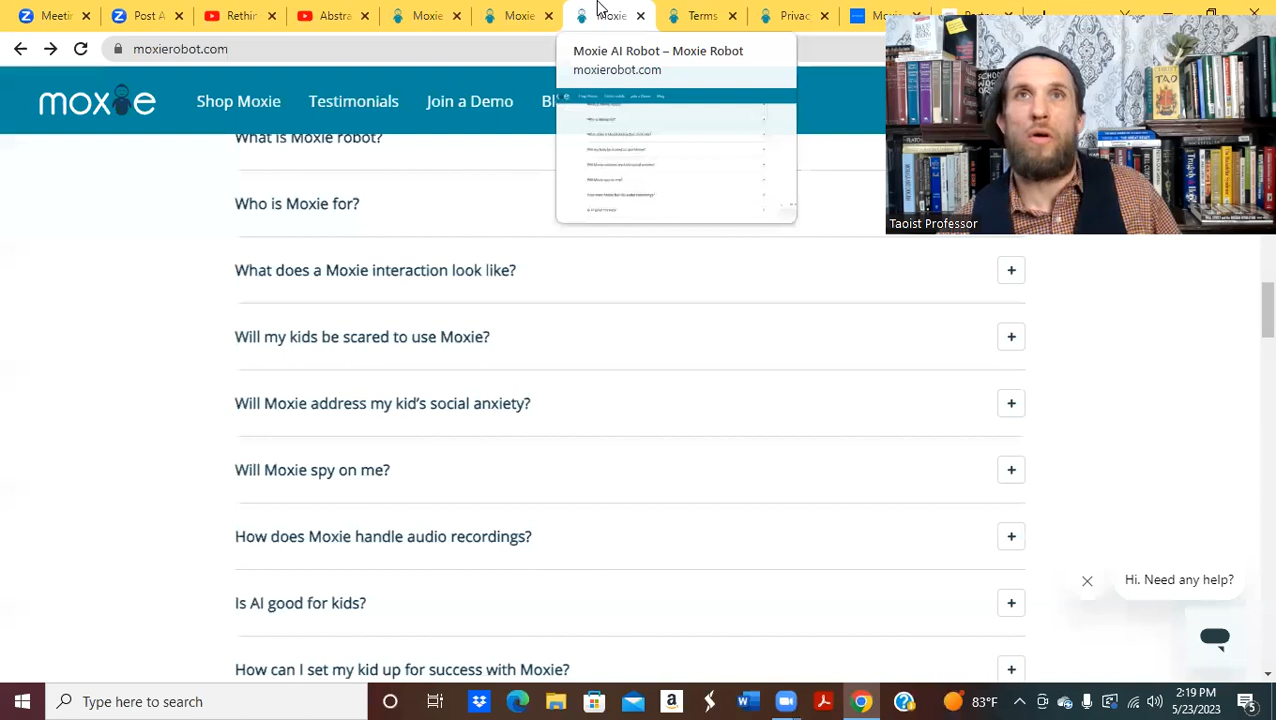 Meetin
Post A
Rethir
Abstra
Moxie
Moxie
Moxie
Terms
Privac
Mo
moxierobot.com
Moxie AI Robot – Moxie Robot
moxierobot.com
moxie
Shop Moxie
Testimonials
Join a Demo
Bl
What is Moxie Robot?
Who is Moxie for?
What does a Moxie interaction look like?
Will my kids be scared to use Moxie?
Will Moxie address my kid's social anxiety?
Will Moxie spy on me?
How does Moxie handle audio recordings?
Is AI good for kids?
How can I set my kid up for success with Moxie?
Hi. Need any help?
TAO
Taoist Professor
Type here to search
83°F
2:19 PM
5/23/2023
5